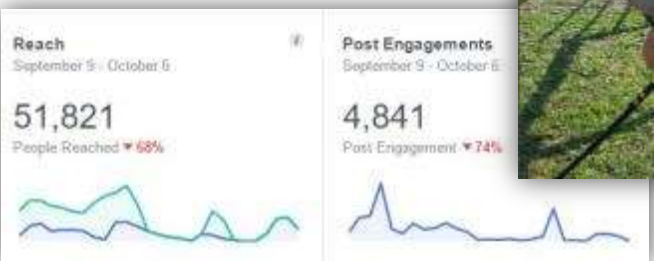 Reach
September 9 - October 6
51,821
People Reached ▼ 68%
Post Engagements
September 9 - October 6
4,841
Post Engagement ▼ 74%